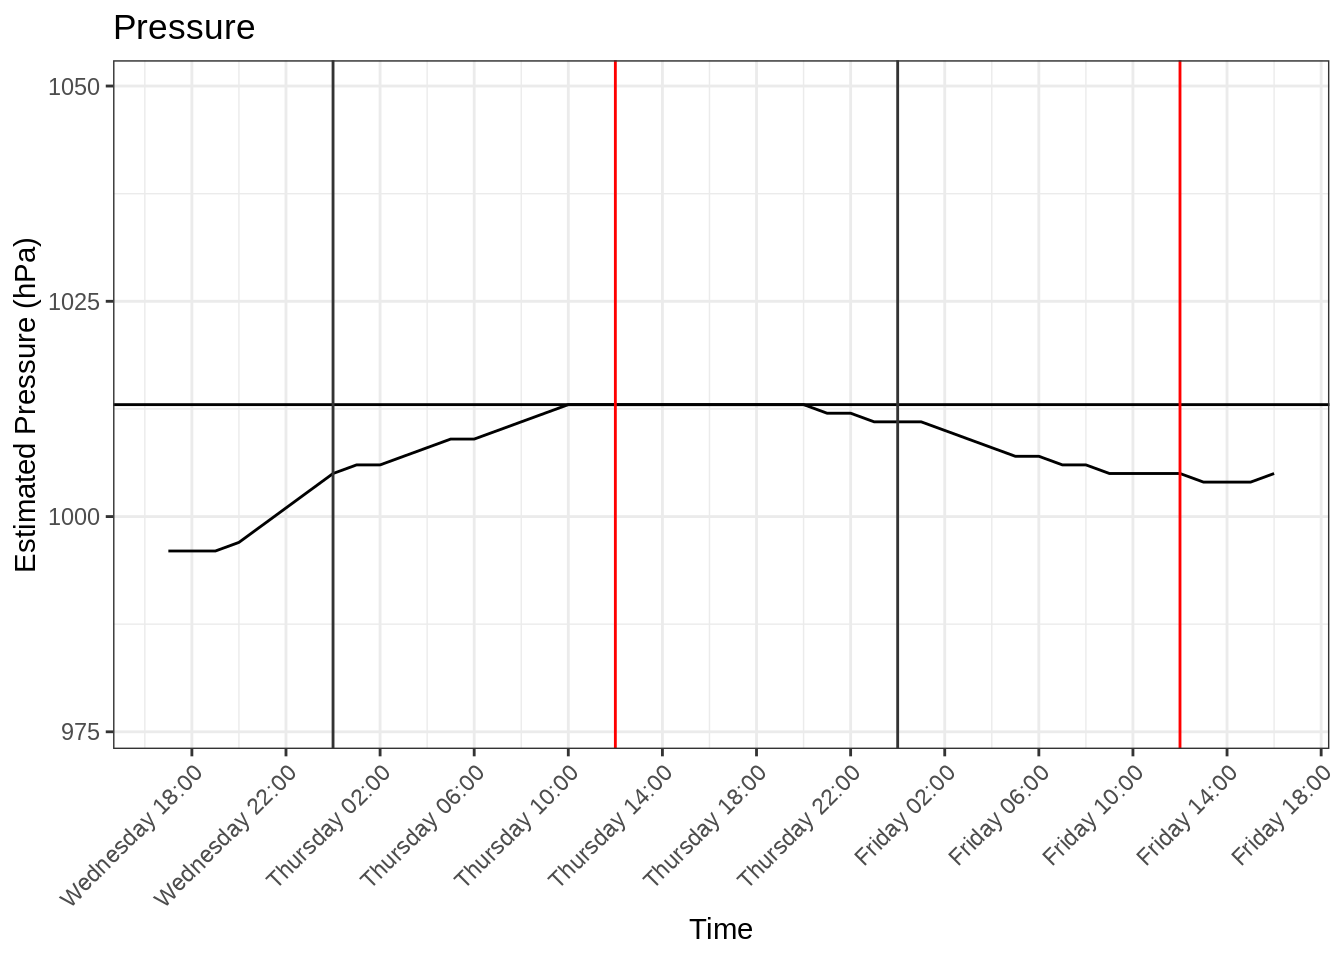 Pressure
Estimated Pressure (hPa)
1050
1025
1000
975
Wednesday 18:00
Wednesday 22:00
Thursday 02:00
Thursday 06:00
Thursday 10:00
Thursday 14:00
Thursday 18:00
Thursday 22:00
Friday 02:00
Friday 06:00
Friday 10:00
Friday 14:00
Friday 18:00
Time